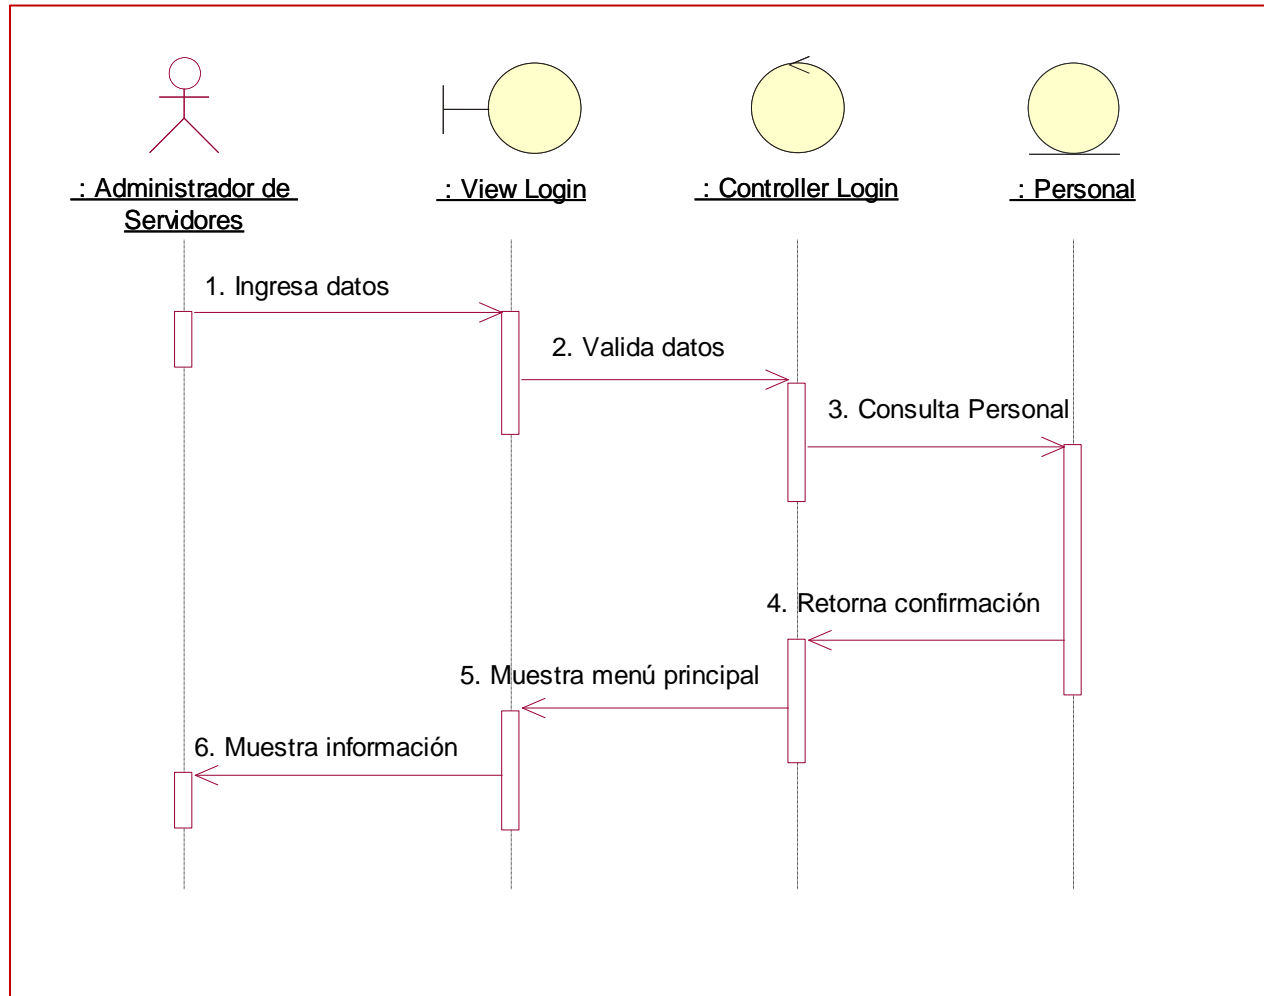 : Administrador de
Servidores
: View Login
: Controller Login
: Personal
1. Ingresa datos
2. Valida datos
3. Consulta Personal
4. Retorna confirmación
5. Muestra menú principal
6. Muestra información